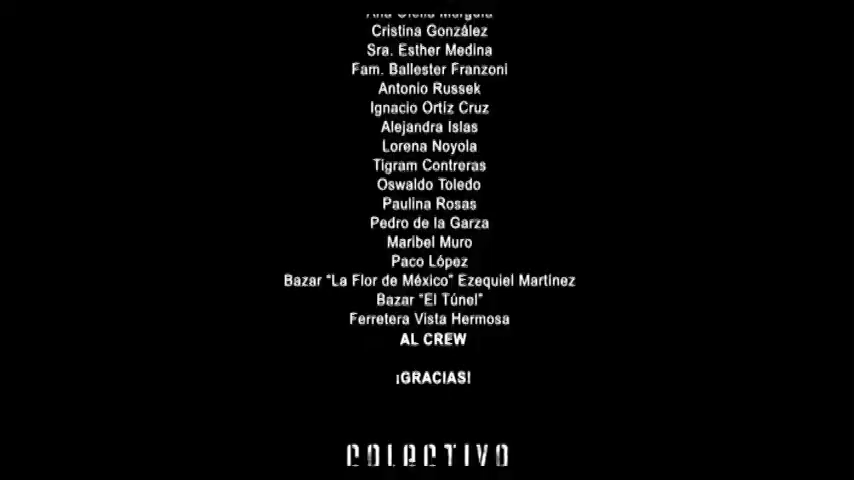 Cristina González
Sra. Esther Medina
Fam. Ballester Franzoni
Antonio Russek
Ignacio Ortíz Cruz
Alejandra Islas
Lorena Noyola
Tigram Contreras
Oswaldo Toledo
Paulina Rosas
Pedro de la Garza
Maribel Muro
Paco López
Bazar “La Flor de México” Ezequiel Martínez
Bazar “El Túnel”
Ferretera Vista Hermosa
AL CREW
¡GRACIAS!
COLECTIVO